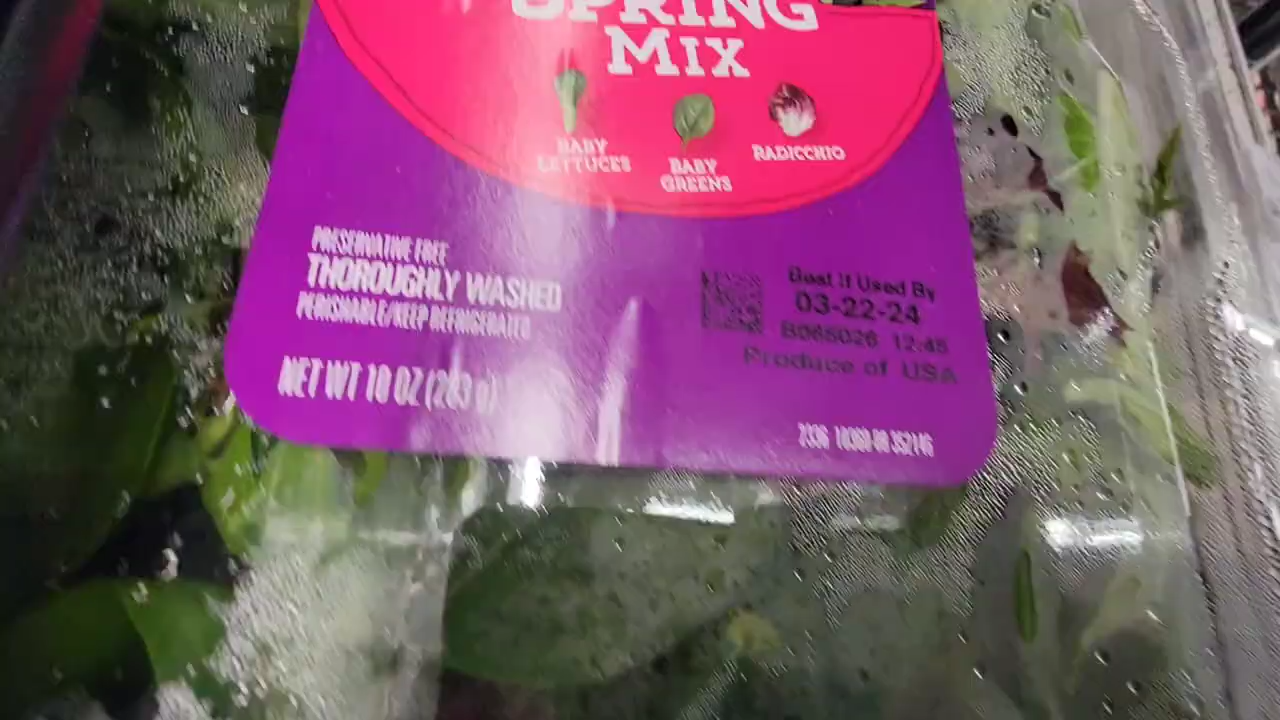 SPRING
MIX
BABY
LETTUCES
BABY
GREENS
RADICCHIO
PRESERVATIVE FREE
THOROUGHLY WASHED
PERISHABLE/KEEP REFRIGERATED
NET WT 10 OZ (283 g)
Best If Used By
03-22-24
B065026 12:45
Produce of USA